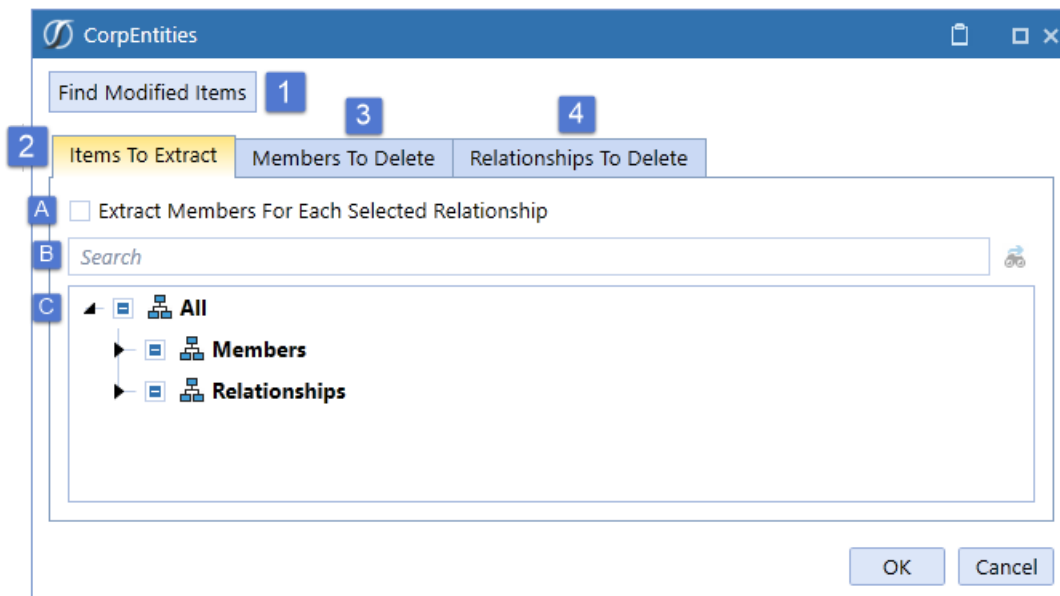 CorpEntities
Find Modified Items 1
3 4
2 Items To Extract Members To Delete Relationships To Delete
A Extract Members For Each Selected Relationship
B Search
C All
Members
Relationships
OK Cancel